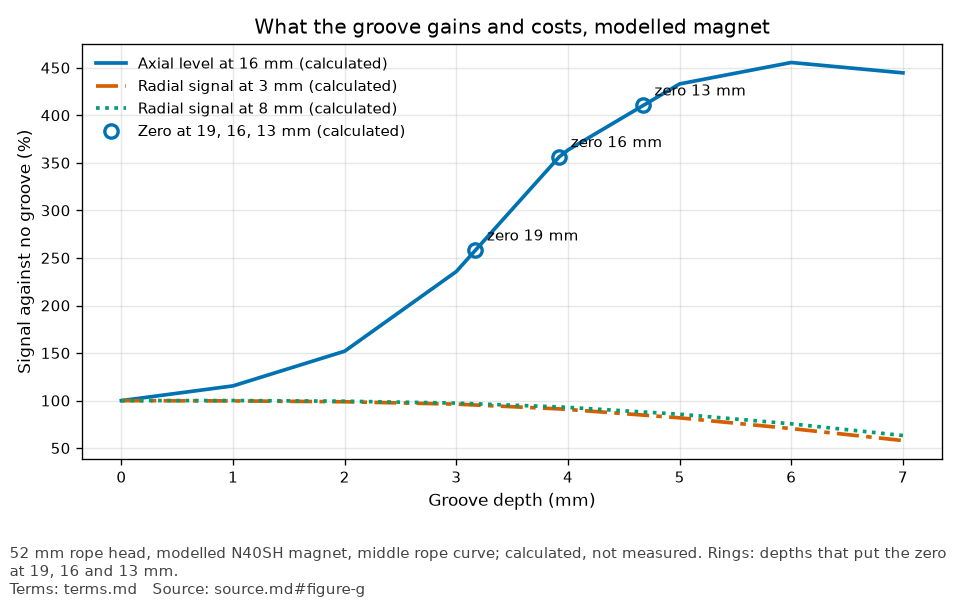 What the groove gains and costs, modelled magnet
Axial level at 16 mm (calculated)
Radial signal at 3 mm (calculated)
Radial signal at 8 mm (calculated)
Zero at 19, 16, 13 mm (calculated)
zero 13 mm
zero 16 mm
zero 19 mm
Signal against no groove (%)
450
400
350
300
250
200
150
100
50
0 1 2 3 4 5 6 7
Groove depth (mm)
52 mm rope head, modelled N40SH magnet, middle rope curve; calculated, not measured. Rings: depths that put the zero
at 19, 16 and 13 mm.
Terms: terms.md Source: source.md#figure-g